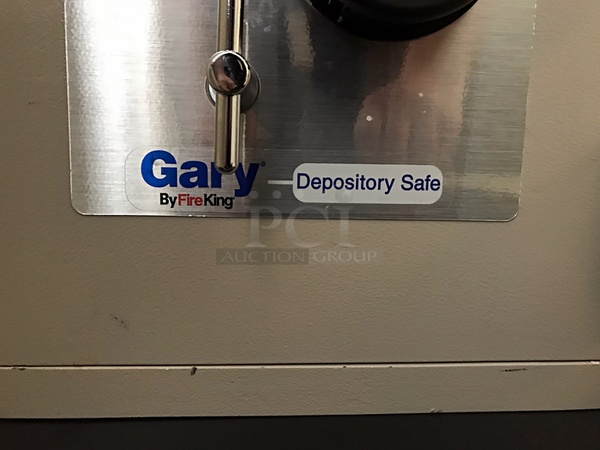 Gary® Depository Safe
By FireKing®
PCI
AUCTION GROUP